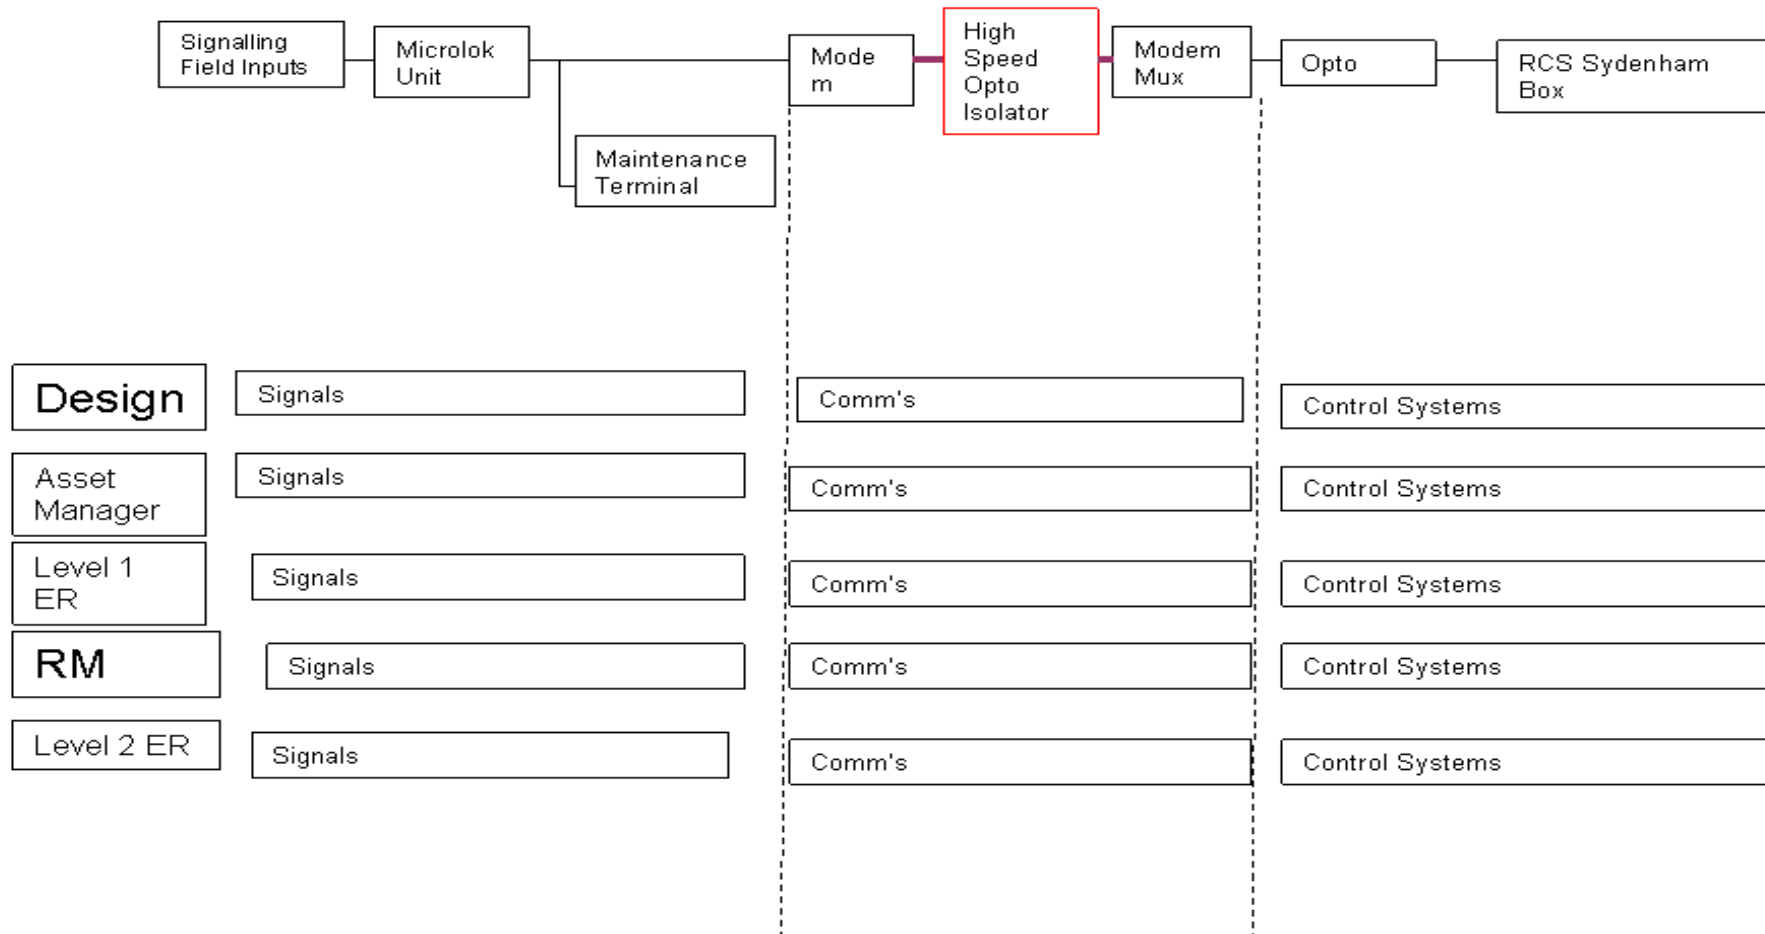 Signalling
Field Inputs
Microlok
Unit
Mode
m
High
Speed
Opto
Isolator
Modem
Mux
Opto
RCS Sydenham
Box
Maintenance
Terminal
Design
Signals
Comm's
Control Systems
Asset
Manager
Signals
Comm's
Control Systems
Level 1
ER
Signals
Comm's
Control Systems
RM
Signals
Comm's
Control Systems
Level 2 ER
Signals
Comm's
Control Systems